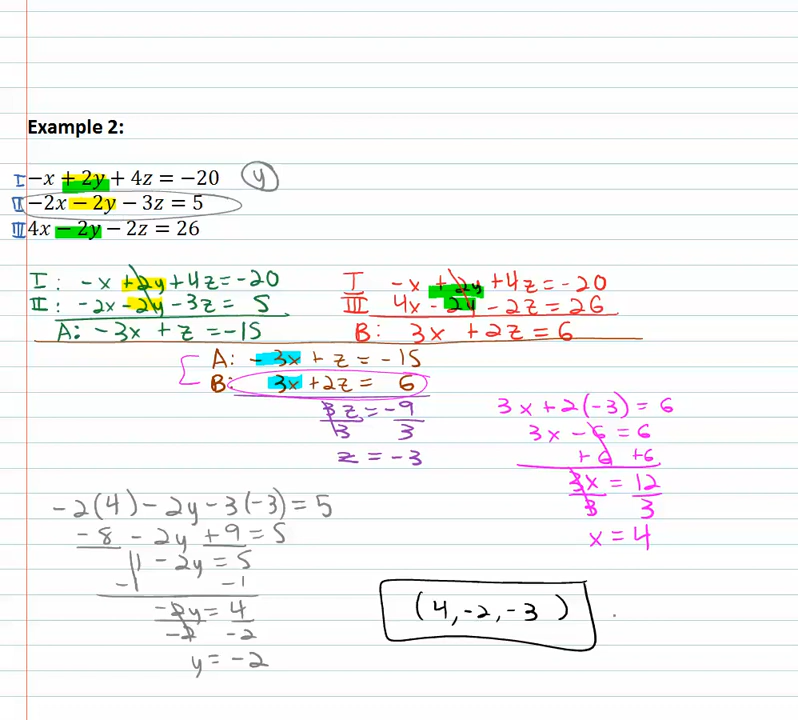 Example 2:
I −x + 2y + 4z = −20 y
II −2x − 2y − 3z = 5
III 4x − 2y − 2z = 26
I: -x +2y +4z = -20
II: -2x -2y -3z = 5
A: -3x + z = -15
I -x +2y +4z = -20
III 4x -2y -2z = 26
B: 3x +2z = 6
A: -3x + z = -15
B: 3x +2z = 6
3z = -9
3 3
z = -3
3x + 2(-3) = 6
3x - 6 = 6
+6 +6
3x = 12
3 3
x = 4
-2(4) - 2y - 3(-3) = 5
-8 - 2y + 9 = 5
1 - 2y = 5
-1 -1
-2y = 4
-2 -2
y = -2
(4, -2, -3)